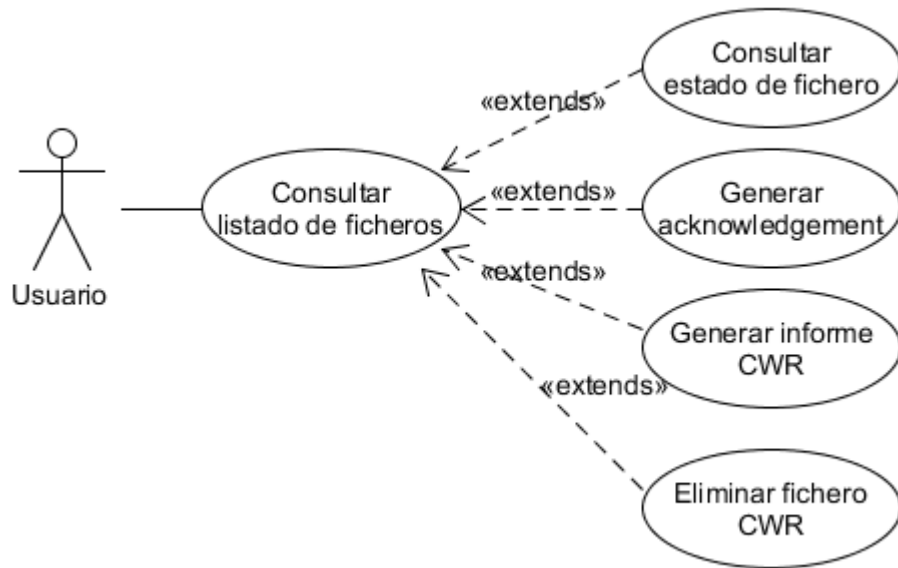 Consultar
estado de fichero
«extends»
Consultar
listado de ficheros
«extends»
Generar
acknowledgement
Usuario
«extends»
Generar informe
CWR
«extends»
Eliminar fichero
CWR